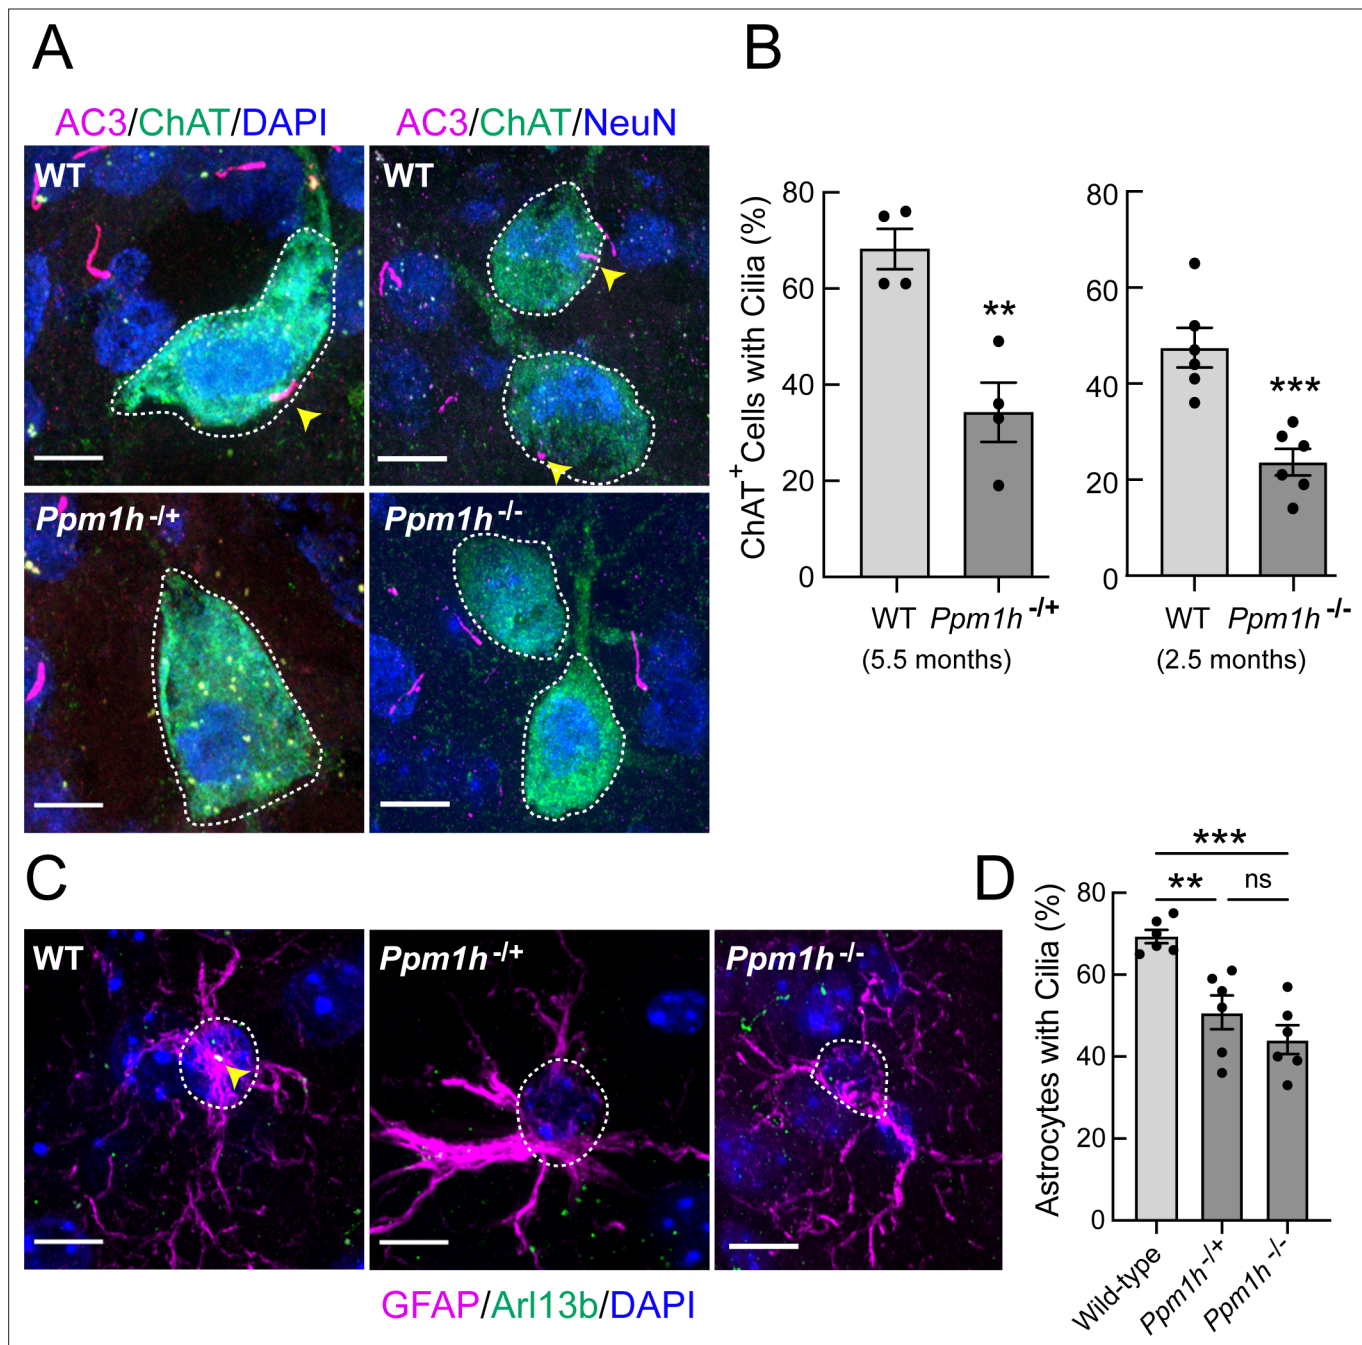 A
AC3/ChAT/DAPI
AC3/ChAT/NeuN
WT
WT
Ppm1h -/+
Ppm1h -/-
B
ChAT+ Cells with Cilia (%)
80
60
40
20
0
**
WT
Ppm1h -/+
(5.5 months)
80
60
40
20
0
***
WT
Ppm1h -/-
(2.5 months)
C
WT
Ppm1h -/+
Ppm1h -/-
GFAP/Arl13b/DAPI
D
Astrocytes with Cilia (%)
80
60
40
20
0
***
**
ns
Wild-type
Ppm1h -/+
Ppm1h -/-